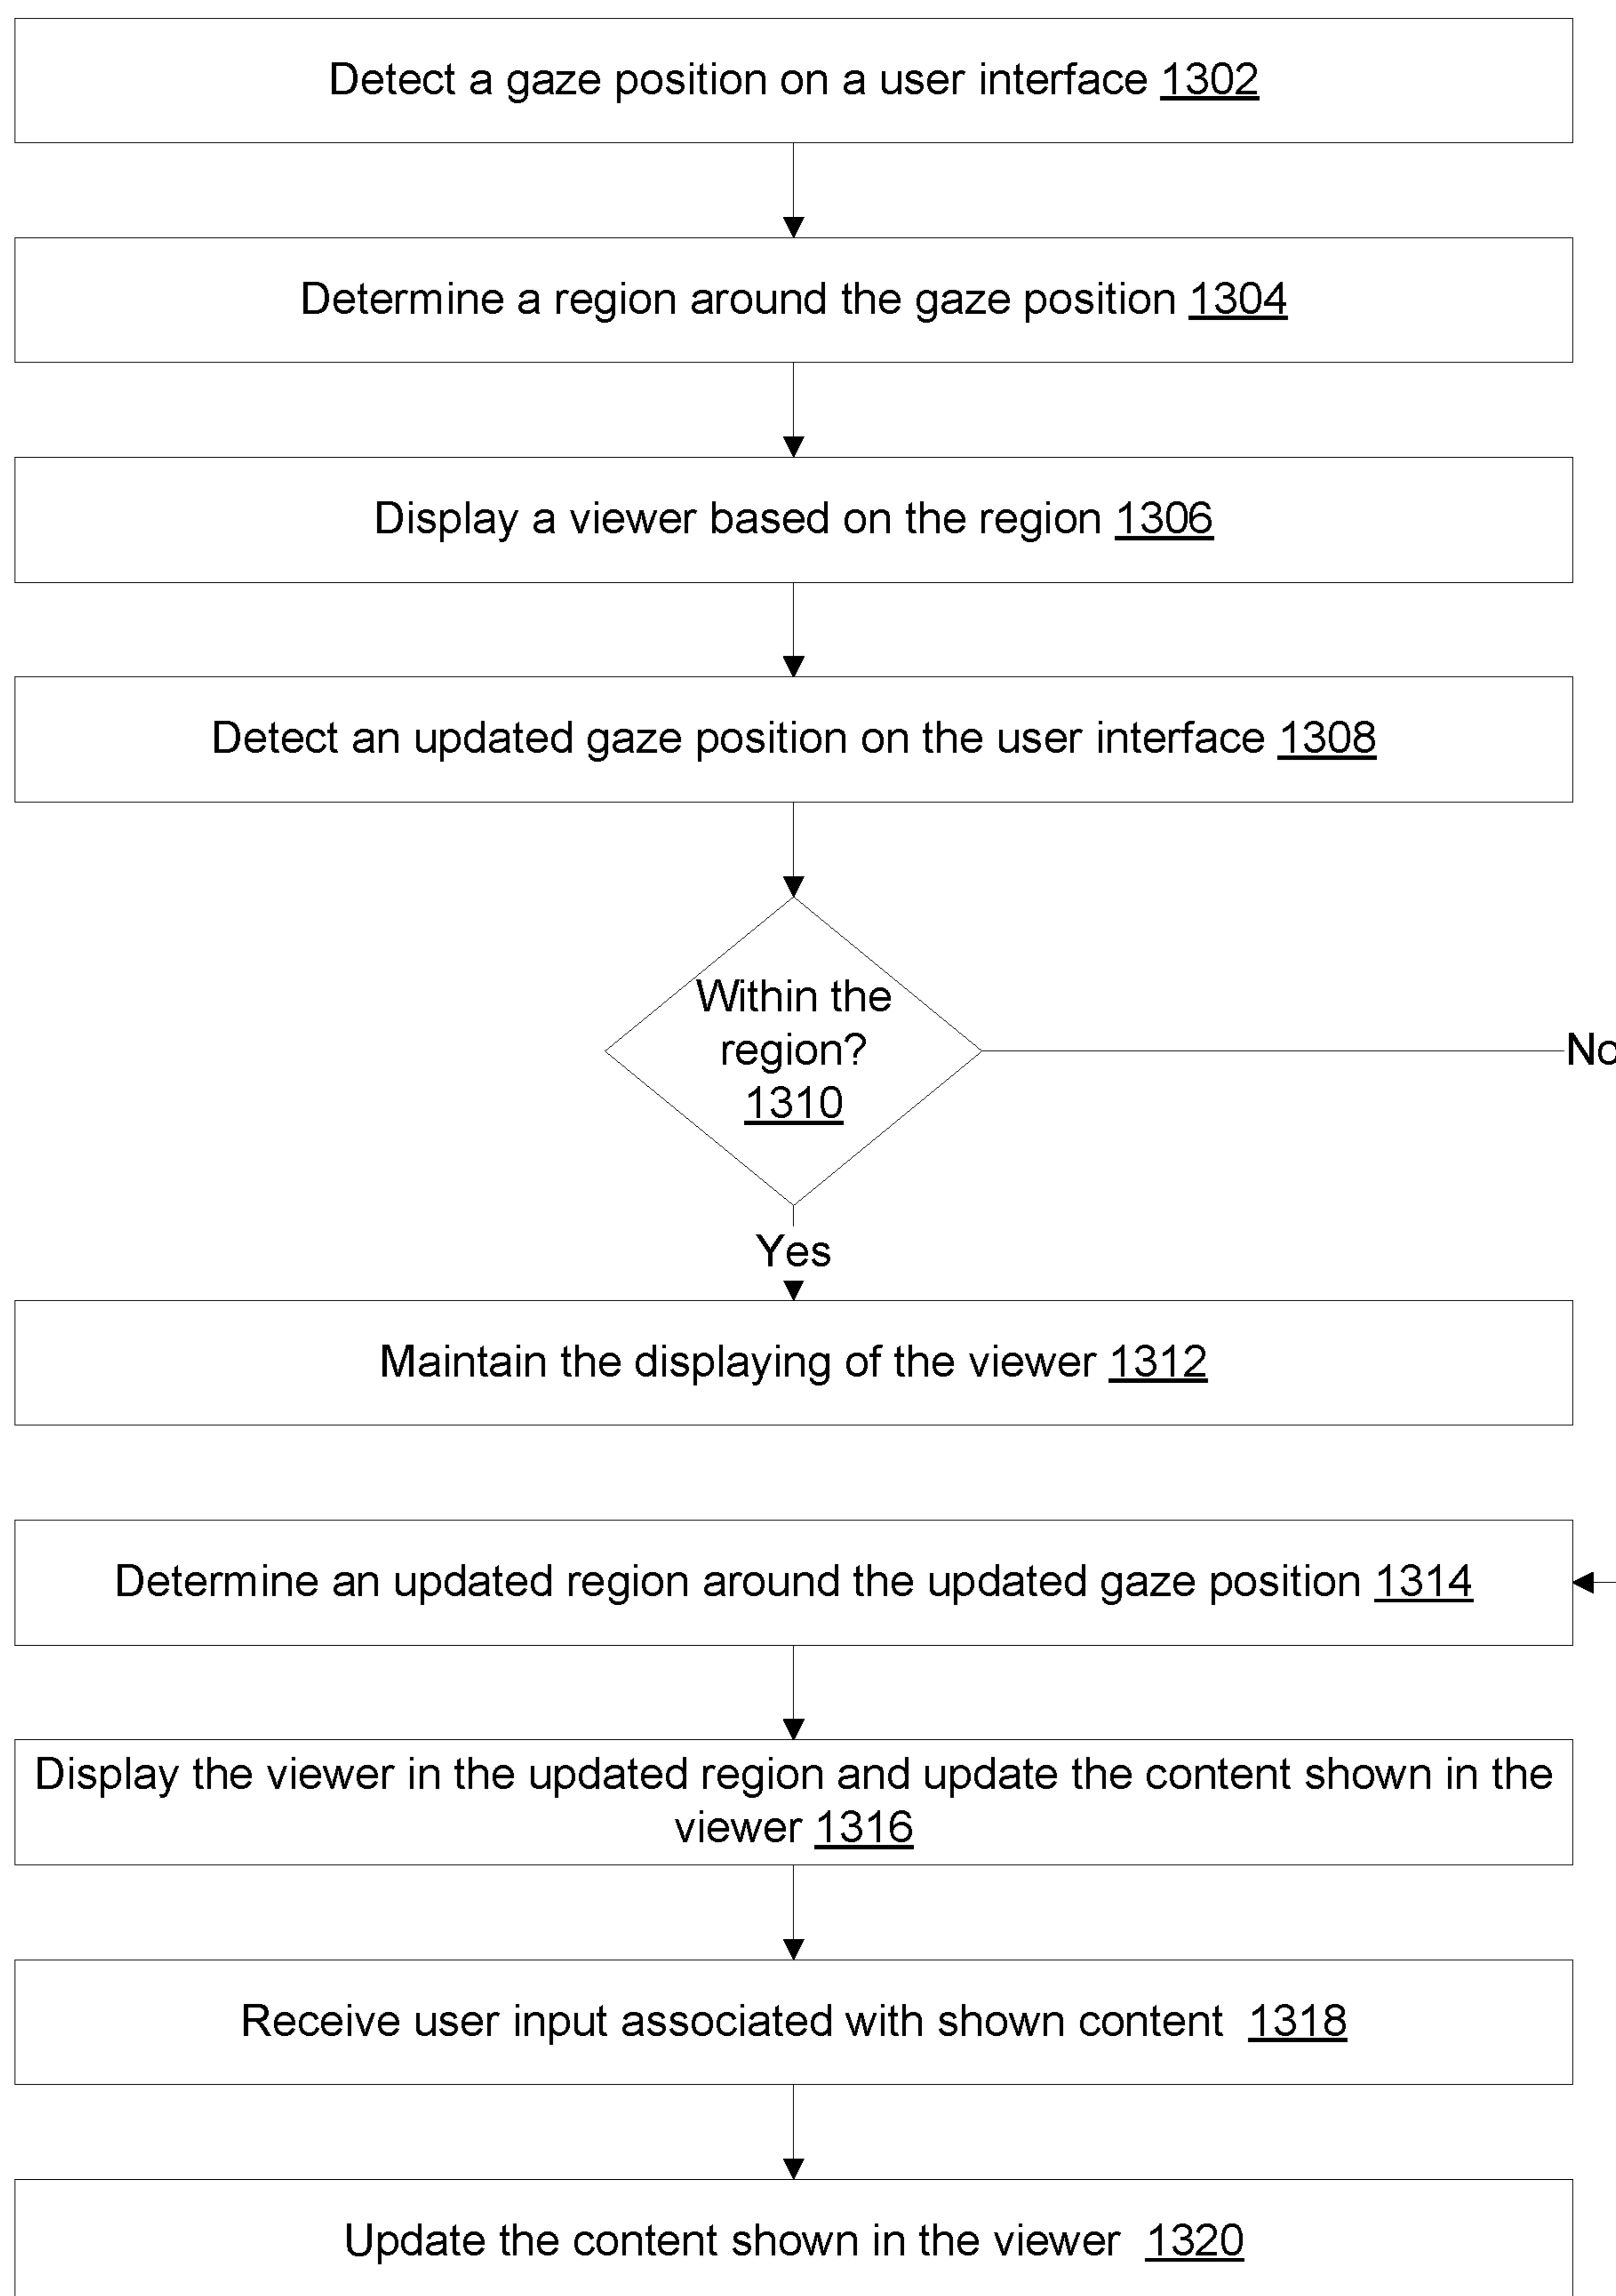 Detect a gaze position on a user interface 1302
Determine a region around the gaze position 1304
Display a viewer based on the region 1306
Detect an updated gaze position on the user interface 1308
Within the
region?
1310
No
Yes
Maintain the displaying of the viewer 1312
Determine an updated region around the updated gaze position 1314
Display the viewer in the updated region and update the content shown in the
viewer 1316
Receive user input associated with shown content 1318
Update the content shown in the viewer 1320